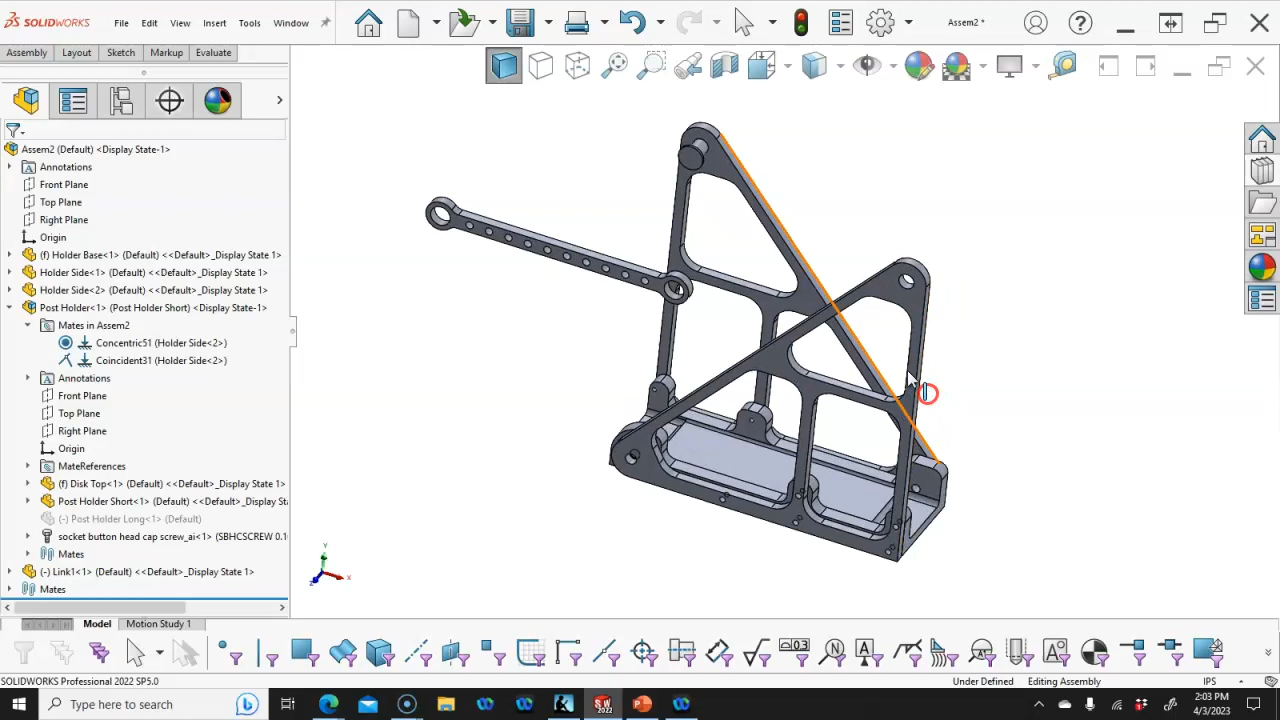 SOLIDWORKS File Edit View Insert Tools Window Assem2 *
Assembly Layout Sketch Markup Evaluate
Assem2 (Default) <Display State-1>
Annotations
Front Plane
Top Plane
Right Plane
Origin
(f) Holder Base<1> (Default) <<Default>_Display State 1>
Holder Side<1> (Default) <<Default>_Display State 1>
Holder Side<2> (Default) <<Default>_Display State 1>
Post Holder<1> (Post Holder Short) <Display State-1>
Mates in Assem2
Concentric51 (Holder Side<2>)
Coincident31 (Holder Side<2>)
Annotations
Front Plane
Top Plane
Right Plane
Origin
MateReferences
(f) Disk Top<1> (Default) <<Default>_Display State
Post Holder Short<1> (Default) <<Default>_Display Sta
(-) Post Holder Long<1> (Default)
socket button head cap screw_ai<1> (SBHCSCREW 0.1
Mates
(-) Link1<1> (Default) <<Default>_Display State 1>
Mates
Y
X
Z
Model Motion Study 1
0.3
A
N
A
A
SOLIDWORKS Professional 2022 SP5.0 Under Defined Editing Assembly IPS
Type here to search
SW
2022
2:03 PM
4/3/2023